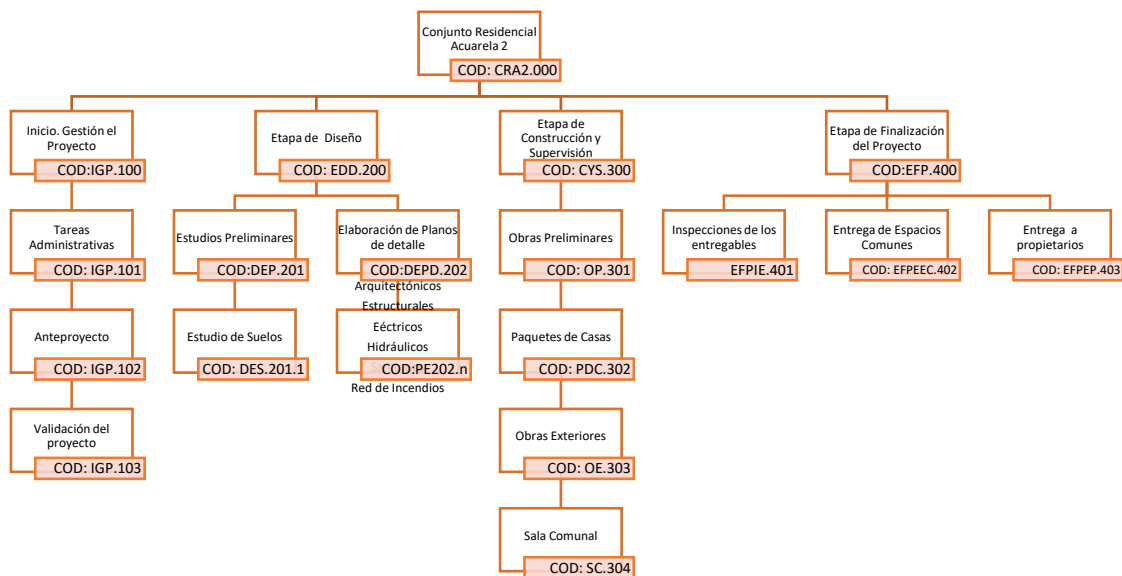 Conjunto Residencial
Acuarela 2
COD: CRA2.000
Inicio. Gestión el
Proyecto
COD:IGP.100
Etapa de Diseño
COD: EDD.200
Etapa de
Construcción y
Supervisión
COD: CYS.300
Etapa de Finalización
del Proyecto
COD:EFP.400
Tareas
Administrativas
COD: IGP.101
Estudios Preliminares
COD:DEP.201
Elaboración de Planos
de detalle
COD:DEPD.202
Obras Preliminares
COD: OP.301
Inspecciones de los
entregables
EFPIE.401
Entrega de Espacios
Comunes
COD: EFPEEC.402
Entrega a
propietarios
COD: EFPEP.403
Anteproyecto
COD: IGP.102
Estudio de Suelos
COD: DES.201.1
Arquitectónicos
Estructurales
Eéctricos
Hidráulicos
COD:PE202.n
Red de Incendios
Paquetes de Casas
COD: PDC.302
Validación del
proyecto
COD: IGP.103
Obras Exteriores
COD: OE.303
Sala Comunal
COD: SC.304